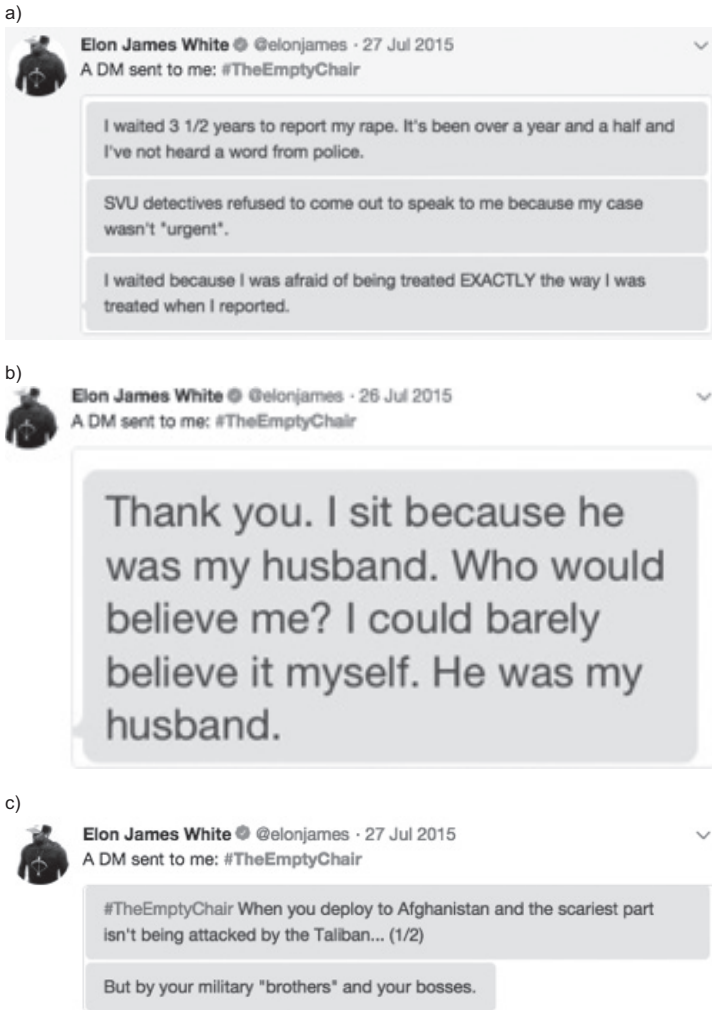 a)
Elon James White @elonjames · 27 Jul 2015
A DM sent to me: #TheEmptyChair
I waited 3 1/2 years to report my rape. It's been over a year and a half and
I've not heard a word from police.
SVU detectives refused to come out to speak to me because my case
wasn't "urgent".
I waited because I was afraid of being treated EXACTLY the way I was
treated when I reported.
b)
Elon James White @elonjames · 26 Jul 2015
A DM sent to me: #TheEmptyChair
Thank you. I sit because he
was my husband. Who would
believe me? I could barely
believe it myself. He was my
husband.
c)
Elon James White @elonjames · 27 Jul 2015
A DM sent to me: #TheEmptyChair
#TheEmptyChair When you deploy to Afghanistan and the scariest part
isn't being attacked by the Taliban... (1/2)
But by your military "brothers" and your bosses.